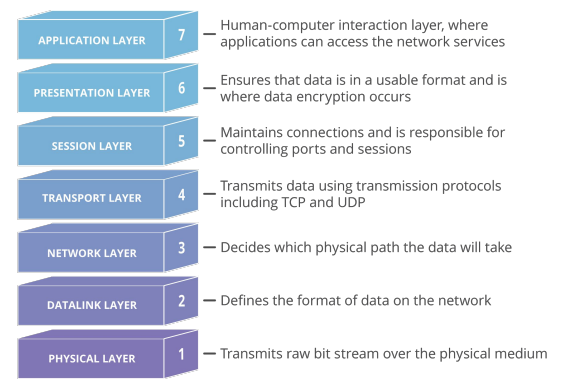 APPLICATION LAYER 7 – Human-computer interaction layer, where
applications can access the network services
PRESENTATION LAYER 6 – Ensures that data is in a usable format and is
where data encryption occurs
SESSION LAYER 5 – Maintains connections and is responsible for
controlling ports and sessions
TRANSPORT LAYER 4 – Transmits data using transmission protocols
including TCP and UDP
NETWORK LAYER 3 – Decides which physical path the data will take
DATALINK LAYER 2 – Defines the format of data on the network
PHYSICAL LAYER 1 – Transmits raw bit stream over the physical medium